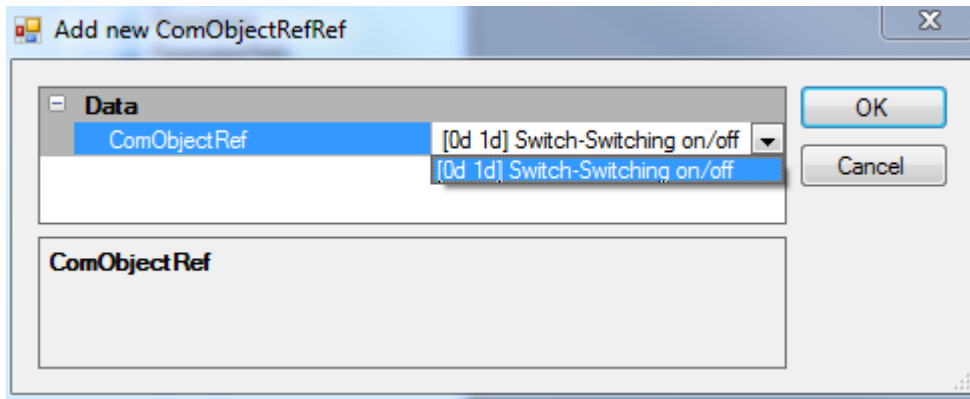 Add new ComObjectRefRef
Data
OK
ComObjectRef
[0d 1d] Switch-Switching on/off
[0d 1d] Switch-Switching on/off
Cancel
ComObjectRef